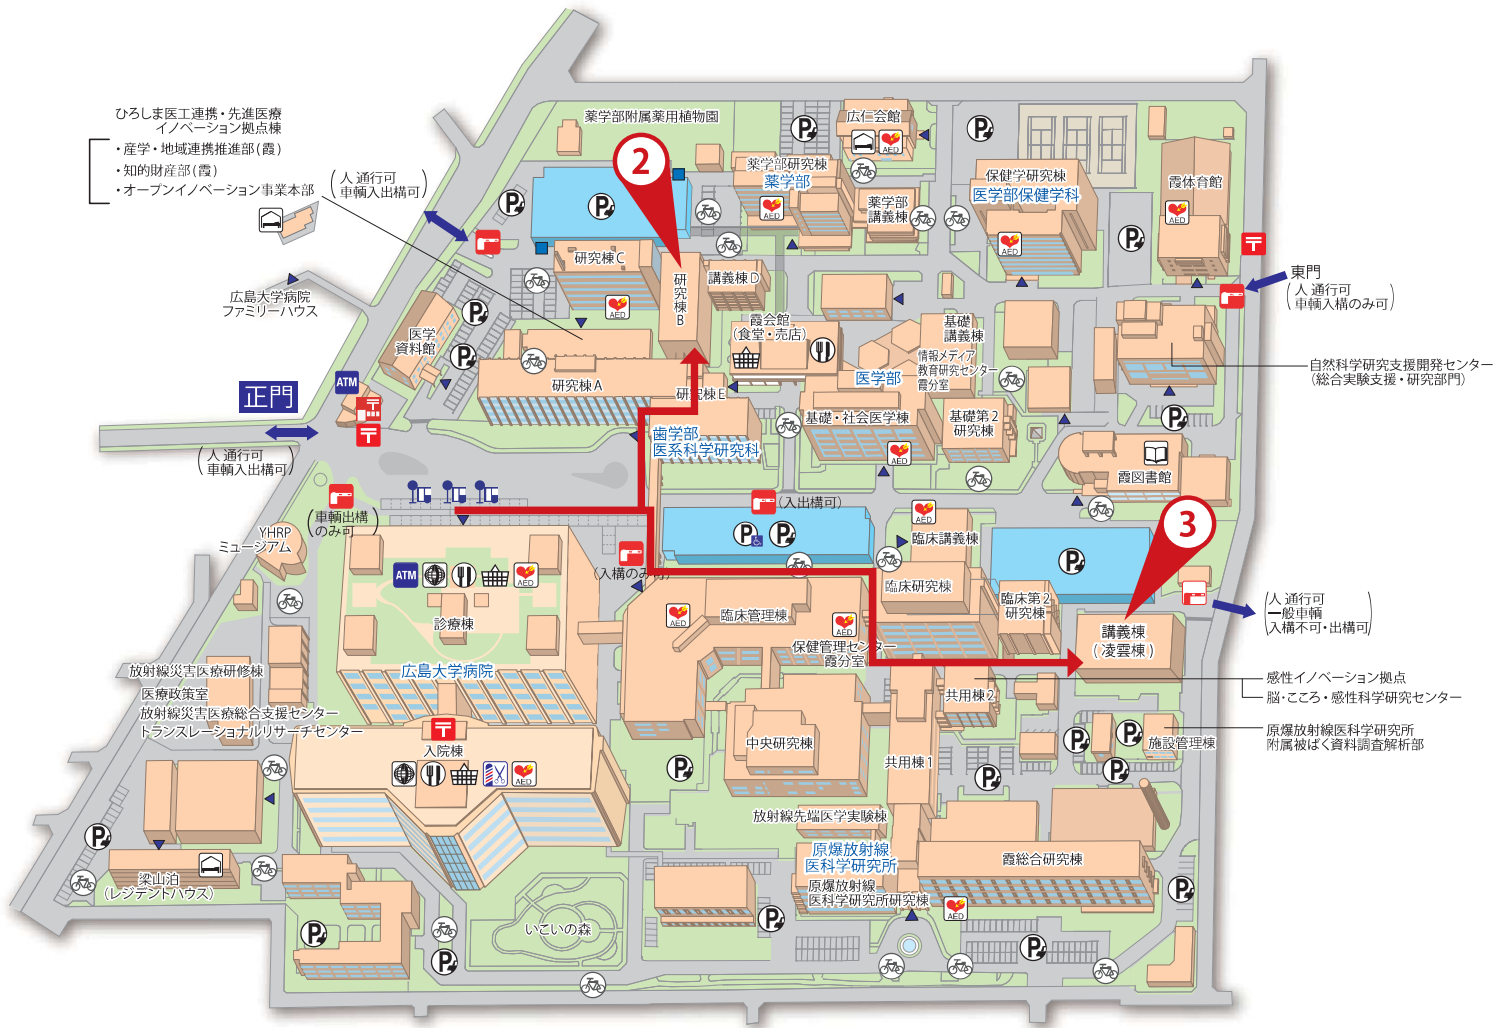 ひろしま医工連携・先進医療
イノベーション拠点棟
・産学・地域連携推進部(霞)
・知的財産部(霞)
・オープンイノベーション事業本部
(人 通行可
車輌入出構可)
薬学部附属薬用植物園
2
広仁会館
AED
薬学部研究棟
薬学部
AED
薬学部
講義棟
保健学研究棟
医学部保健学科
AED
霞体育館
AED
東門
(人 通行可
車輌入構のみ可)
広島大学病院
ファミリーハウス
研究棟C
AED
研究棟B
講義棟D
医学
資料館
霞会館
(食堂・売店)
基礎
講義棟
情報メディア
教育研究センター
霞分室
医学部
自然科学研究支援開発センター
(総合実験支援・研究部門)
正門
ATM
研究棟A
研究棟E
基礎・社会医学棟
AED
基礎第2
研究棟
歯学部
医系科学研究科
(人 通行可
車輌入出構可)
霞図書館
(車輌出構
のみ可)
(入出構可)
AED
臨床講義棟
3
YHRP
ミュージアム
(入構のみ可)
ATM
AED
診療棟
広島大学病院
AED
臨床管理棟
AED
保健管理センター
霞分室
臨床研究棟
臨床第2
研究棟
講義棟
(凌雲棟)
(人 通行可
一般車輌
入構不可・出構可)
放射線災害医療研修棟
医療政策室
放射線災害医療総合支援センター
トランスレーショナルリサーチセンター
感性イノベーション拠点
脳・こころ・感性科学研究センター
共用棟2
原爆放射線医科学研究所
附属被ばく資料調査解析部
施設管理棟
入院棟
AED
中央研究棟
共用棟1
放射線先端医学実験棟
原爆放射線
医科学研究所
霞総合研究棟
原爆放射線
医科学研究所研究棟
AED
梁山泊
(レジデントハウス)
いこいの森